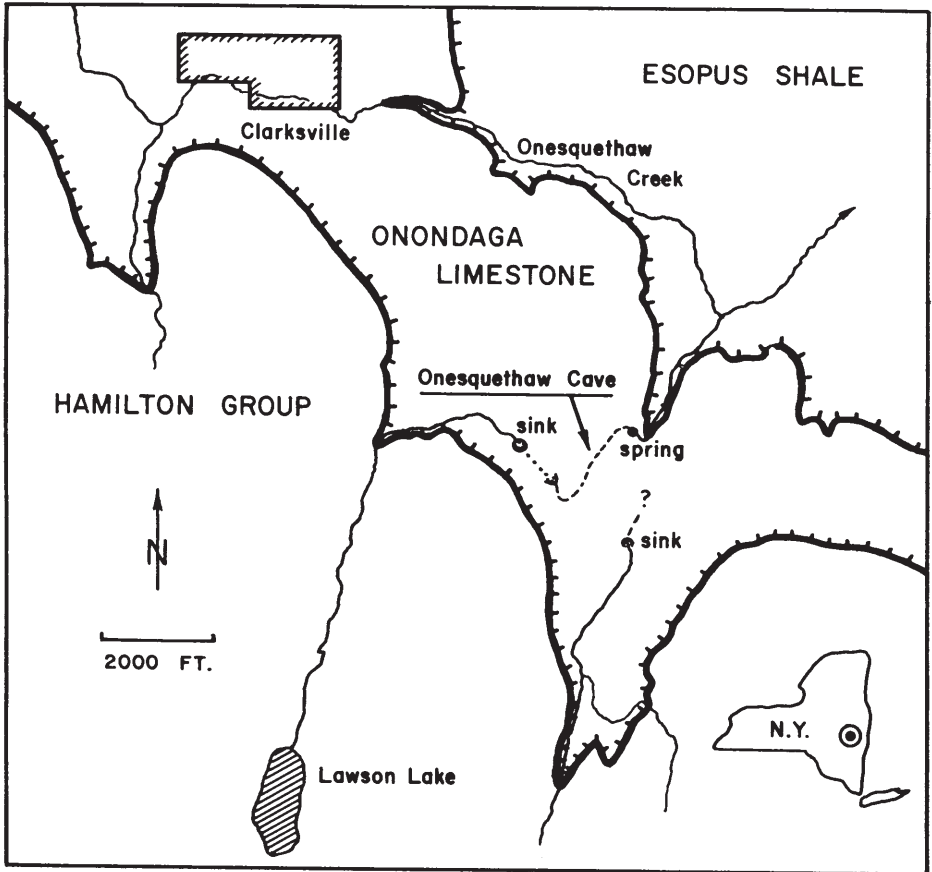 ESOPUS SHALE
Clarksville
Onesquethaw
Creek
ONONDAGA
LIMESTONE
Onesquethaw Cave
HAMILTON GROUP
sink
spring
?
sink
N
2000 FT.
N.Y.
Lawson Lake